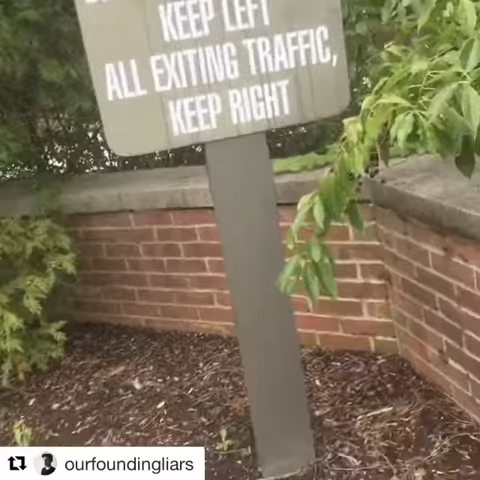 KEEP LEFT
ALL EXITING TRAFFIC,
KEEP RIGHT
ourfoundingliars